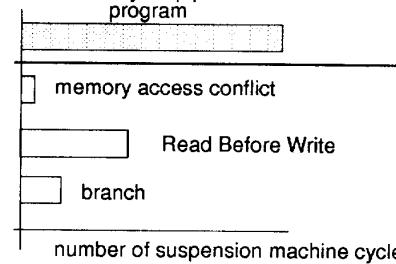 program
memory access conflict
Read Before Write
branch
number of suspension machine cycle